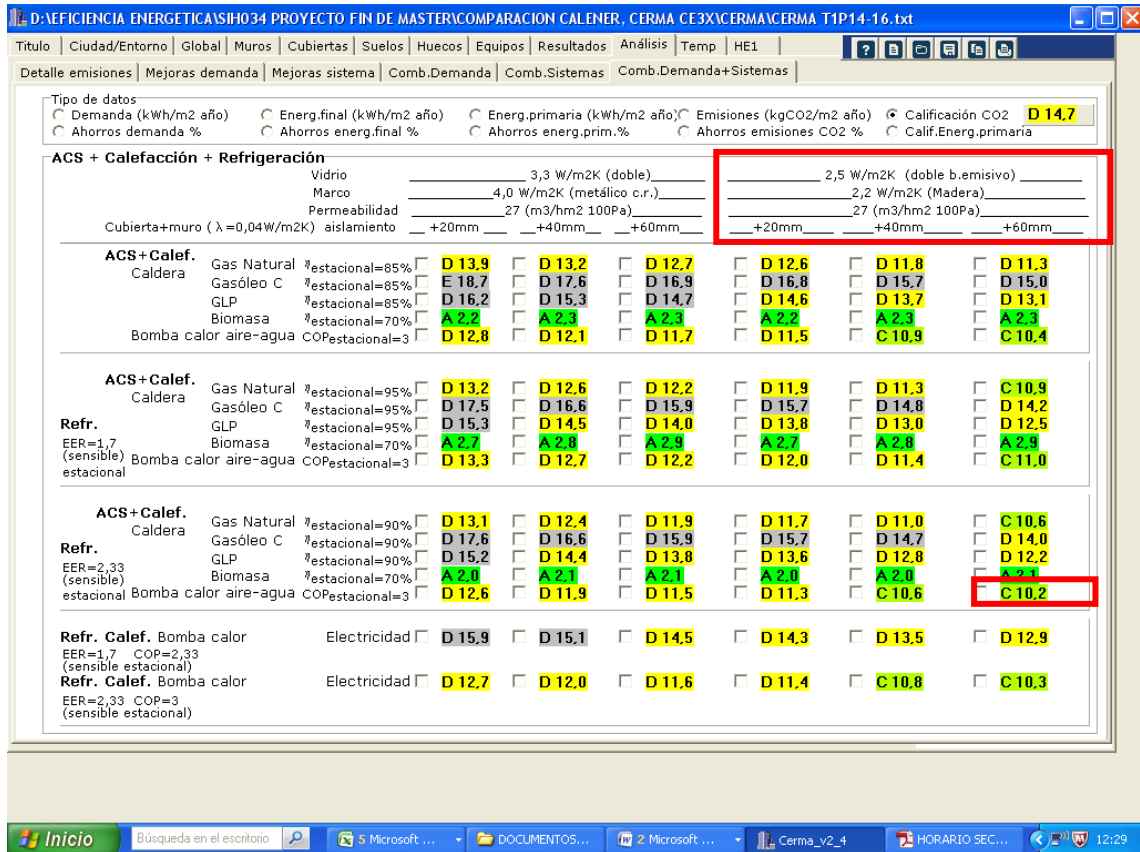 D:\EFICIENCIA ENERGETICA\SIH034 PROYECTO FIN DE MASTER\COMPARACION CALENER, CERMA CE3X\CERMA\CERMA T1P14-16.txt
Titulo Ciudad/Entorno Global Muros Cubiertas Suelos Huecos Equipos Resultados Análisis Temp HE1
Detalle emisiones Mejoras demanda Mejoras sistema Comb.Demanda Comb.Sistemas Comb.Demanda+Sistemas
Tipo de datos
Demanda (kWh/m2 año) Energ.final (kWh/m2 año) Energ.primaria (kWh/m2 año) Emisiones (kgCO2/m2 año) Calificación CO2 D 14,7
Ahorros demanda % Ahorros energ.final % Ahorros energ.prim.% Ahorros emisiones CO2 % Calif.Energ.primaria
ACS + Calefacción + Refrigeración
Vidrio 3,3 W/m2K (doble) 2,5 W/m2K (doble b.emisivo)
Marco 4,0 W/m2K (metálico c.r.) 2,2 W/m2K (Madera)
Permeabilidad 27 (m3/hm2 100Pa) 27 (m3/hm2 100Pa)
Cubierta+muro ( λ =0,04W/m2K) aislamiento +20mm +40mm +60mm +20mm +40mm +60mm
ACS+Calef.
Caldera
Gas Natural ηestacional=85% D 13,9 D 13,2 D 12,7 D 12,6 D 11,8 D 11,3
Gasóleo C ηestacional=85% E 18,7 D 17,6 D 16,9 D 16,8 D 15,7 D 15,0
GLP ηestacional=85% D 16,2 D 15,3 D 14,7 D 14,6 D 13,7 D 13,1
Biomasa ηestacional=70% A 2,2 A 2,3 A 2,3 A 2,2 A 2,3 A 2,3
Bomba calor aire-agua COPestacional=3 D 12,8 D 12,1 D 11,7 D 11,5 C 10,9 C 10,4
ACS+Calef.
Caldera
Gas Natural ηestacional=95% D 13,2 D 12,6 D 12,2 D 11,9 D 11,3 C 10,9
Gasóleo C ηestacional=95% D 17,5 D 16,6 D 15,9 D 15,7 D 14,8 D 14,2
Refr. GLP ηestacional=95% D 15,3 D 14,5 D 14,0 D 13,8 D 13,0 D 12,5
EER=1,7 Biomasa ηestacional=70% A 2,7 A 2,8 A 2,9 A 2,7 A 2,8 A 2,9
(sensible) Bomba calor aire-agua COPestacional=3 D 13,3 D 12,7 D 12,2 D 12,0 D 11,4 C 11,0
estacional
ACS+Calef.
Caldera
Gas Natural ηestacional=90% D 13,1 D 12,4 D 11,9 D 11,7 D 11,0 C 10,6
Gasóleo C ηestacional=90% D 17,6 D 16,6 D 15,9 D 15,7 D 14,7 D 14,0
Refr.
GLP ηestacional=90% D 15,2 D 14,4 D 13,8 D 13,6 D 12,8 D 12,2
EER=2,33
(sensible) Biomasa ηestacional=70% A 2,0 A 2,1 A 2,1 A 2,0 A 2,0 A 2,1
estacional Bomba calor aire-agua COPestacional=3 D 12,6 D 11,9 D 11,5 D 11,3 C 10,6 C 10,2
Refr. Calef. Bomba calor Electricidad D 15,9 D 15,1 D 14,5 D 14,3 D 13,5 D 12,9
EER=1,7 COP=2,33
(sensible estacional)
Refr. Calef. Bomba calor Electricidad D 12,7 D 12,0 D 11,6 D 11,4 C 10,8 C 10,3
EER=2,33 COP=3
(sensible estacional)
Inicio Búsqueda en el escritorio 5 Microsoft ... DOCUMENTOS... 2 Microsoft ... Cerma_v2_4 HORARIO SEC... 12:29